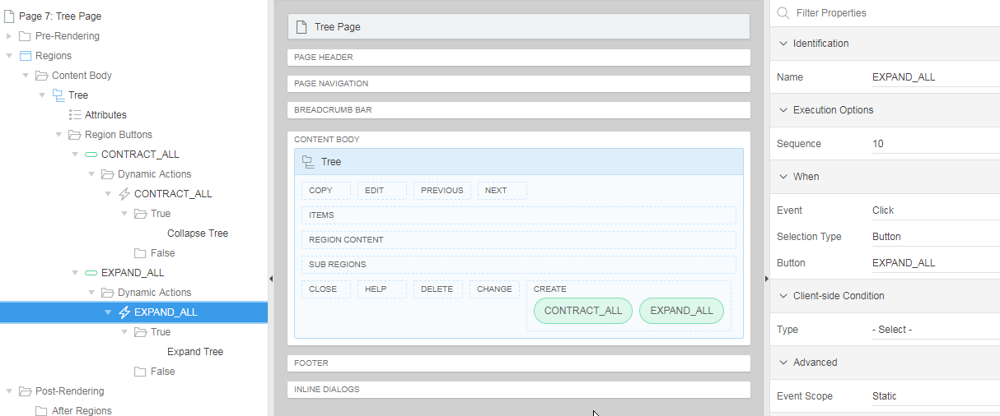 Page 7: Tree Page
Pre-Rendering
Regions
Content Body
Tree
Attributes
Region Buttons
CONTRACT_ALL
Dynamic Actions
CONTRACT_ALL
True
Collapse Tree
False
EXPAND_ALL
Dynamic Actions
EXPAND_ALL
True
Expand Tree
False
Post-Rendering
After Regions
Tree Page
PAGE HEADER
PAGE NAVIGATION
BREADCRUMB BAR
CONTENT BODY
Tree
COPY EDIT PREVIOUS NEXT
ITEMS
REGION CONTENT
SUB REGIONS
CLOSE HELP DELETE CHANGE CREATE
CONTRACT_ALL EXPAND_ALL
FOOTER
INLINE DIALOGS
Filter Properties
Identification
Name EXPAND_ALL
Execution Options
Sequence 10
When
Event Click
Selection Type Button
Button EXPAND_ALL
Client-side Condition
Type - Select -
Advanced
Event Scope Static